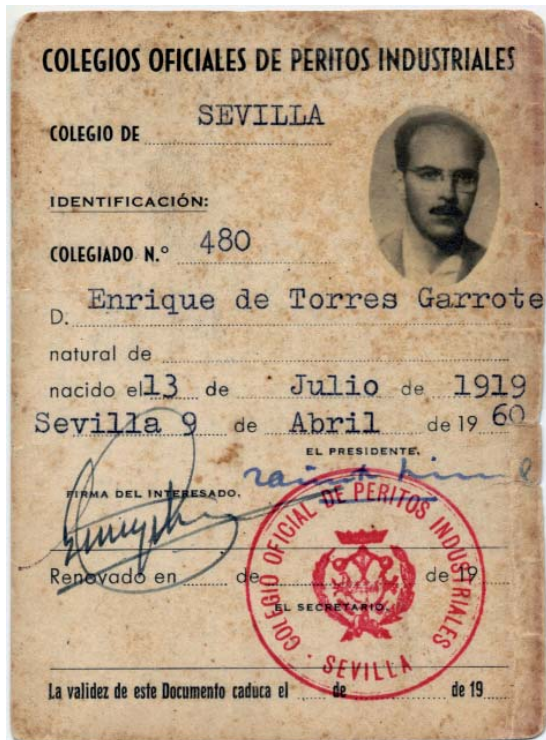 COLEGIOS OFICIALES DE PERITOS INDUSTRIALES
COLEGIO DE SEVILLA
IDENTIFICACIÓN:
COLEGIADO N.º 480
D. Enrique de Torres Garrote
natural de
nacido el 13 de Julio de 1919
Sevilla 9 de Abril de 19 60
EL PRESIDENTE,
FIRMA DEL INTERESADO,
Renovado en de de 19
EL SECRETARIO,
COLEGIO OFICIAL DE PERITOS INDUSTRIALES
· SEVILLA
La validez de este Documento caduca el de de 19